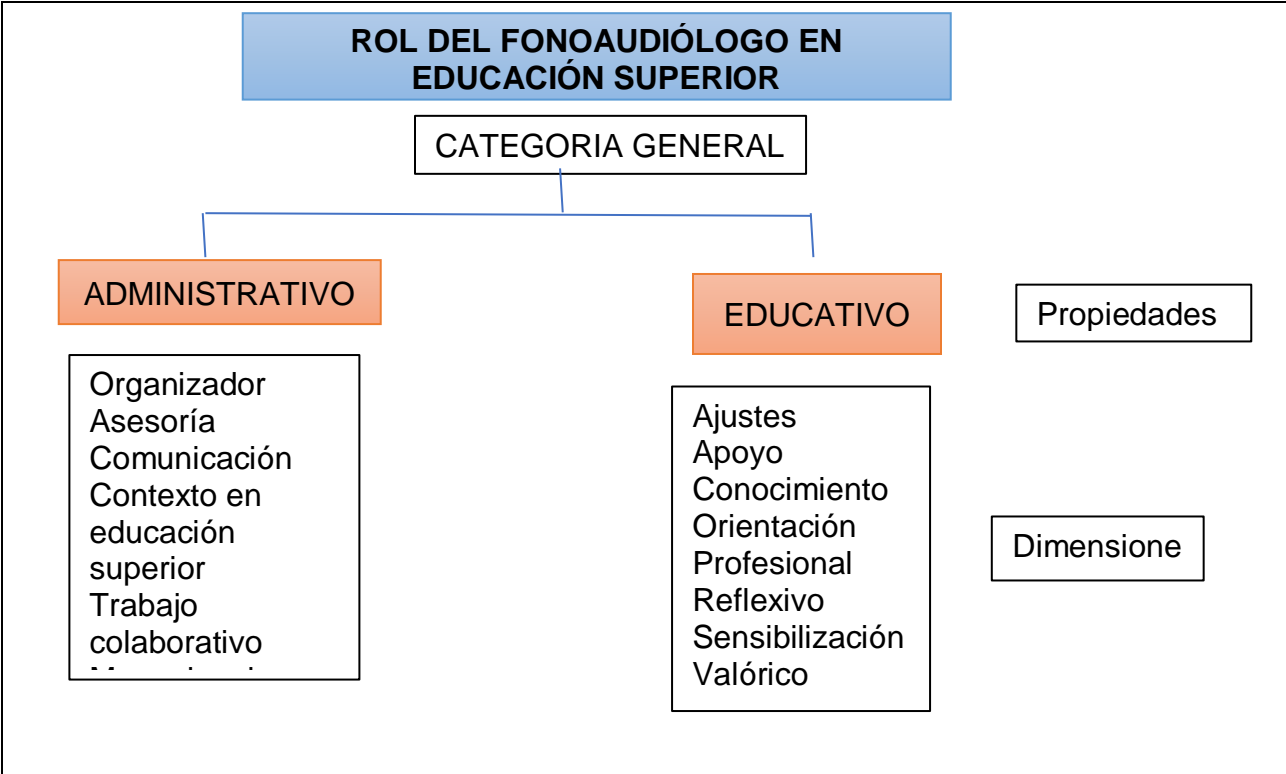 ROL DEL FONOAUDIÓLOGO EN
EDUCACIÓN SUPERIOR
CATEGORIA GENERAL
ADMINISTRATIVO
EDUCATIVO
Propiedades
Organizador
Asesoría
Comunicación
Contexto en
educación
superior
Trabajo
colaborativo
Ajustes
Apoyo
Conocimiento
Orientación
Profesional
Reflexivo
Sensibilización
Valórico
Dimensione